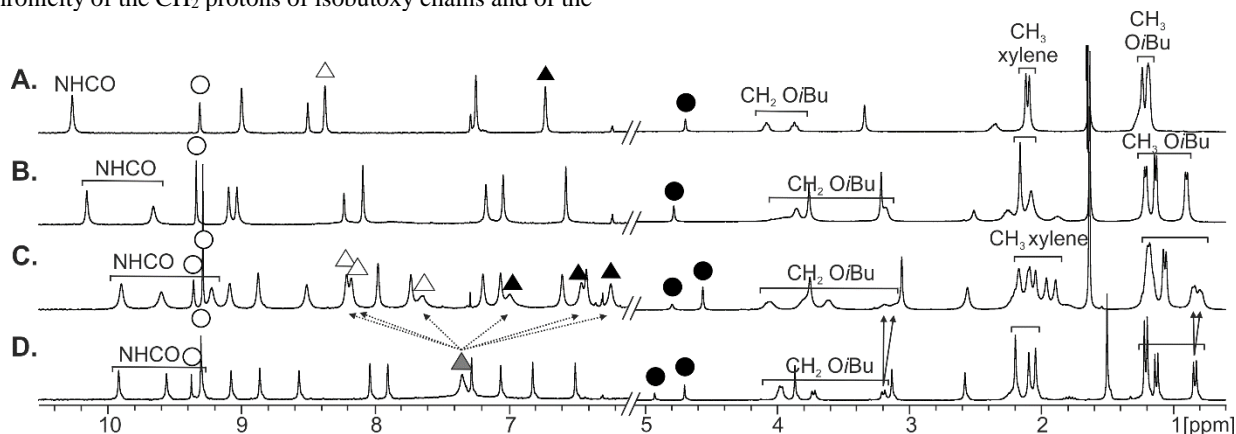 hronicity of the CH₂ protons of isobutoxy chains and of the
CH₃
xylene
CH₃
OiBu
A.
NHCO
CH₂ OiBu
B.
NHCO
CH₂ OiBu
CH₃ OiBu
C.
NHCO
CH₂ OiBu
CH₃ xylene
D.
NHCO
CH₂ OiBu
10 9 8 7 5 4 3 2 1[ppm]